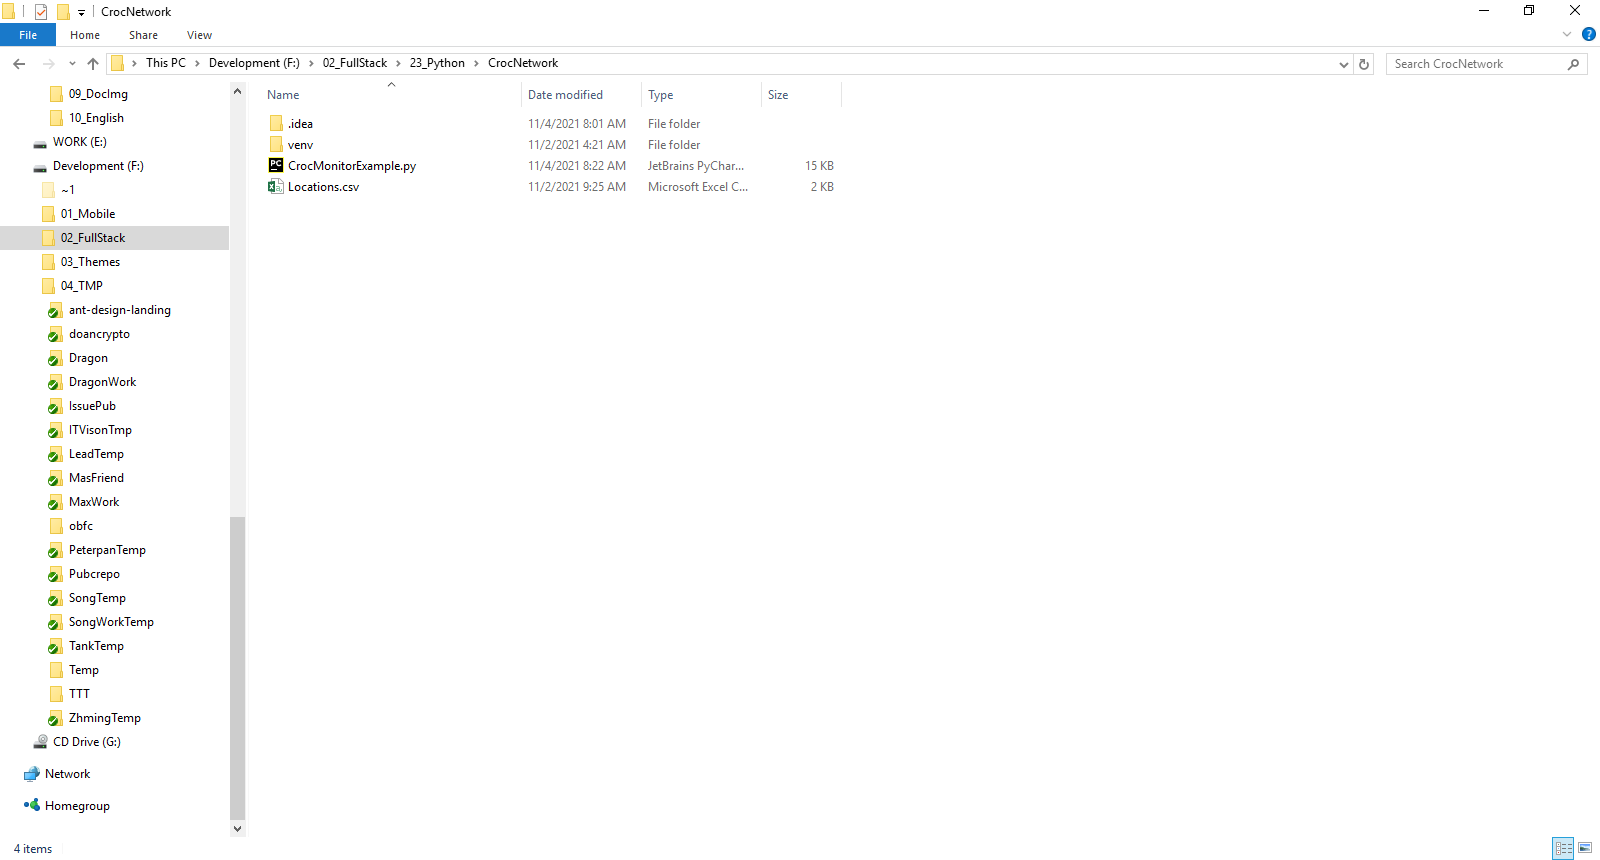 CrocNetwork
File Home Share View
This PC Development (F:) 02_FullStack 23_Python CrocNetwork
Search CrocNetwork
09_DocImg
10_English
WORK (E:)
Development (F:)
~1
01_Mobile
02_FullStack
03_Themes
04_TMP
ant-design-landing
doancrypto
Dragon
DragonWork
IssuePub
ITVisonTmp
LeadTemp
MasFriend
MaxWork
obfc
PeterpanTemp
Pubcrepo
SongTemp
SongWorkTemp
TankTemp
Temp
TTT
ZhmingTemp
CD Drive (G:)
Network
Homegroup
Name Date modified Type Size
.idea 11/4/2021 8:01 AM File folder
venv 11/2/2021 4:21 AM File folder
CrocMonitorExample.py 11/4/2021 8:22 AM JetBrains PyChar... 15 KB
Locations.csv 11/2/2021 9:25 AM Microsoft Excel C... 2 KB
4 items